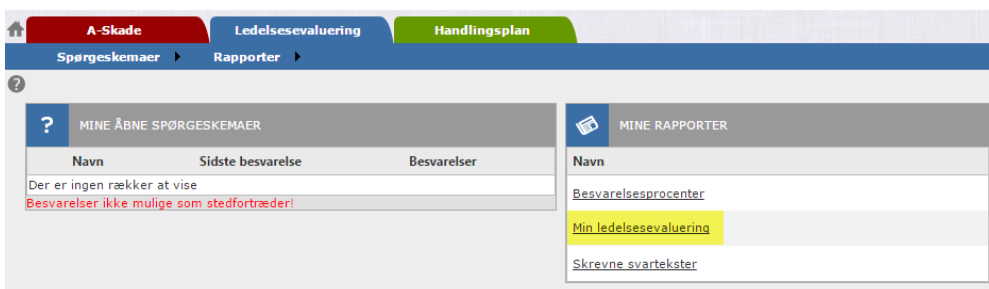 A-Skade Ledelsesevaluering Handlingsplan
Spørgeskemaer Rapporter
?
? MINE ÅBNE SPØRGESKEMAER
Navn Sidste besvarelse Besvarelser
Der er ingen rækker at vise
Besvarelser ikke mulige som stedfortræder!
MINE RAPPORTER
Navn
Besvarelsesprocenter
Min ledelsesevaluering
Skrevne svartekster